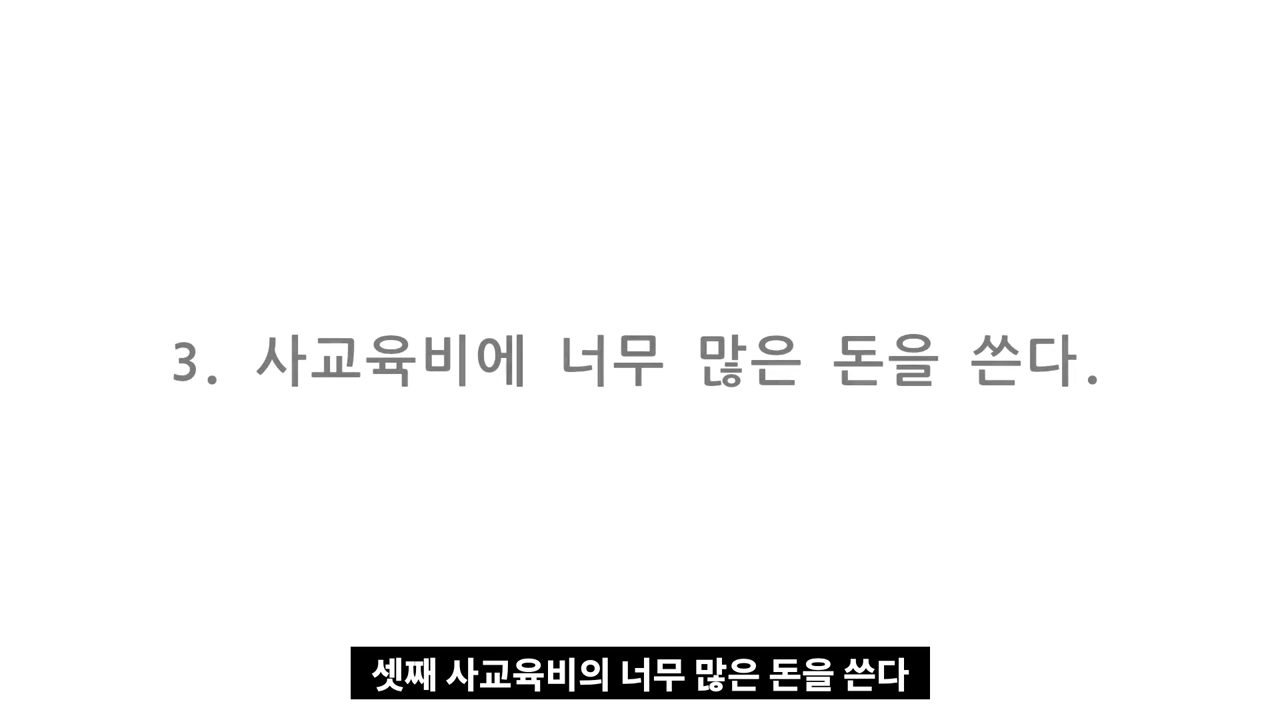 3. 사교육비에 너무 많은 돈을 쓴다.
셋째 사교육비의 너무 많은 돈을 쓴다